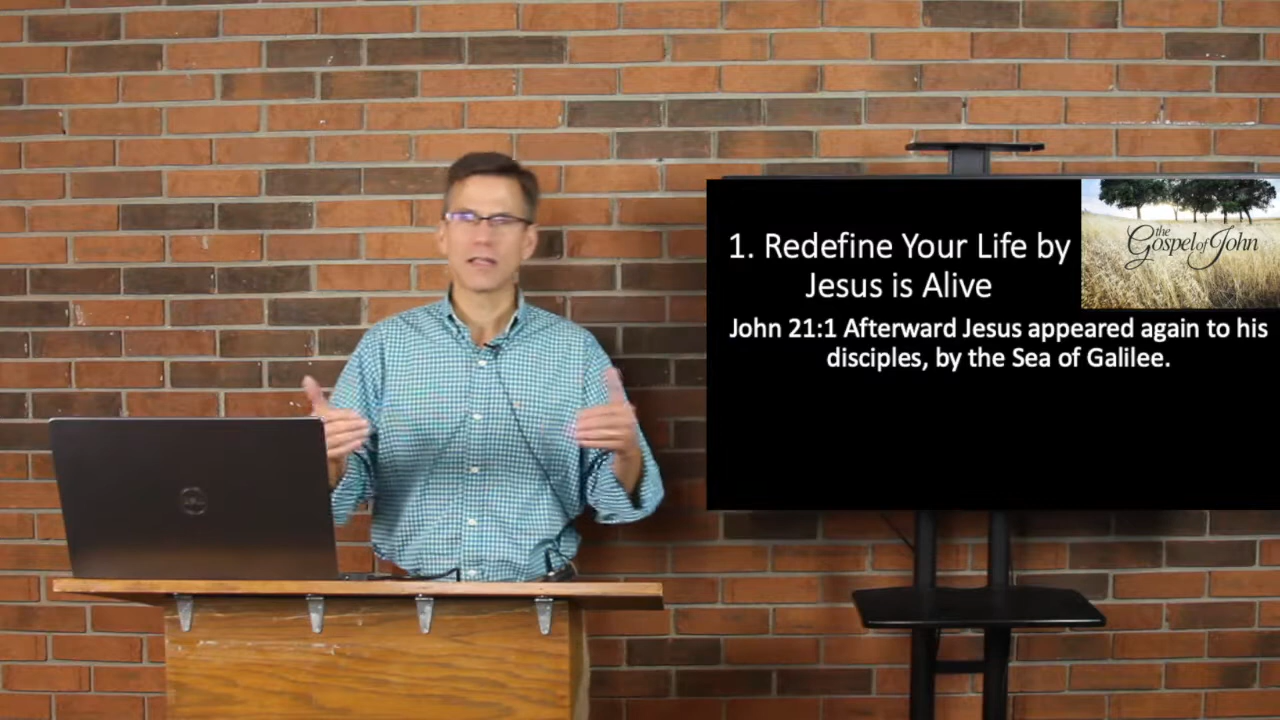 1. Redefine Your Life by
Jesus is Alive
the
Gospel of John
John 21:1 Afterward Jesus appeared again to his
disciples, by the Sea of Galilee.